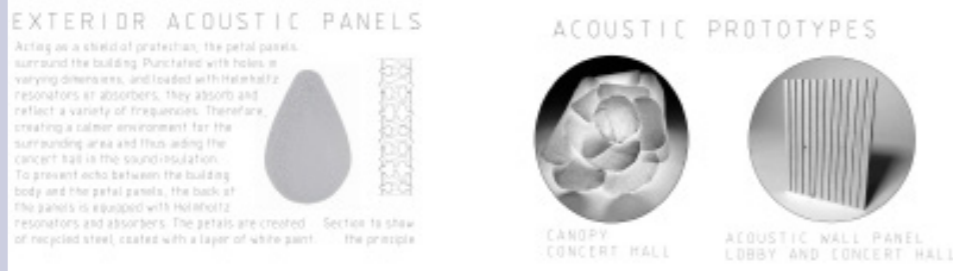 EXTERIOR ACOUSTIC PANELS
Acting as a shield of protection, the petal panels
surround the building. Punctated with holes in
varying dimensions, and loaded with Helmholtz
resonators or absorbers, they absorb and
reflect a variety of frequencies. Therefore,
creating a calmer environment for the
surrounding area and thus aiding the
concert hall in the sound insulation.
To prevent echo between the building
body and the petal panels, the back of
the panels is equipped with Helmholtz
resonators and absorbers. The petals are created
of recycled steel, coated with a layer of white paint.
Section to show
the principle
ACOUSTIC PROTOTYPES
CANOPY
CONCERT HALL
ACOUSTIC WALL PANEL
LOBBY AND CONCERT HALL